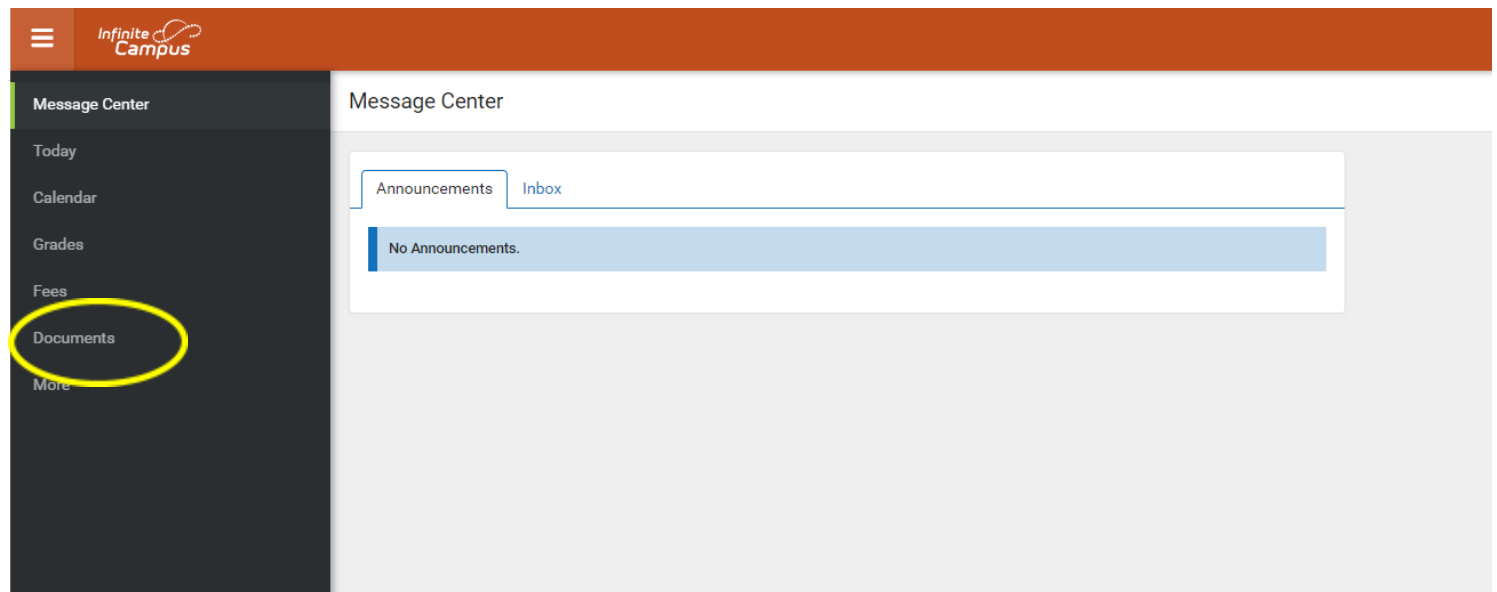 Infinite
Campus
Message Center
Today
Calendar
Grades
Fees
Documents
More
Message Center
Announcements Inbox
No Announcements.